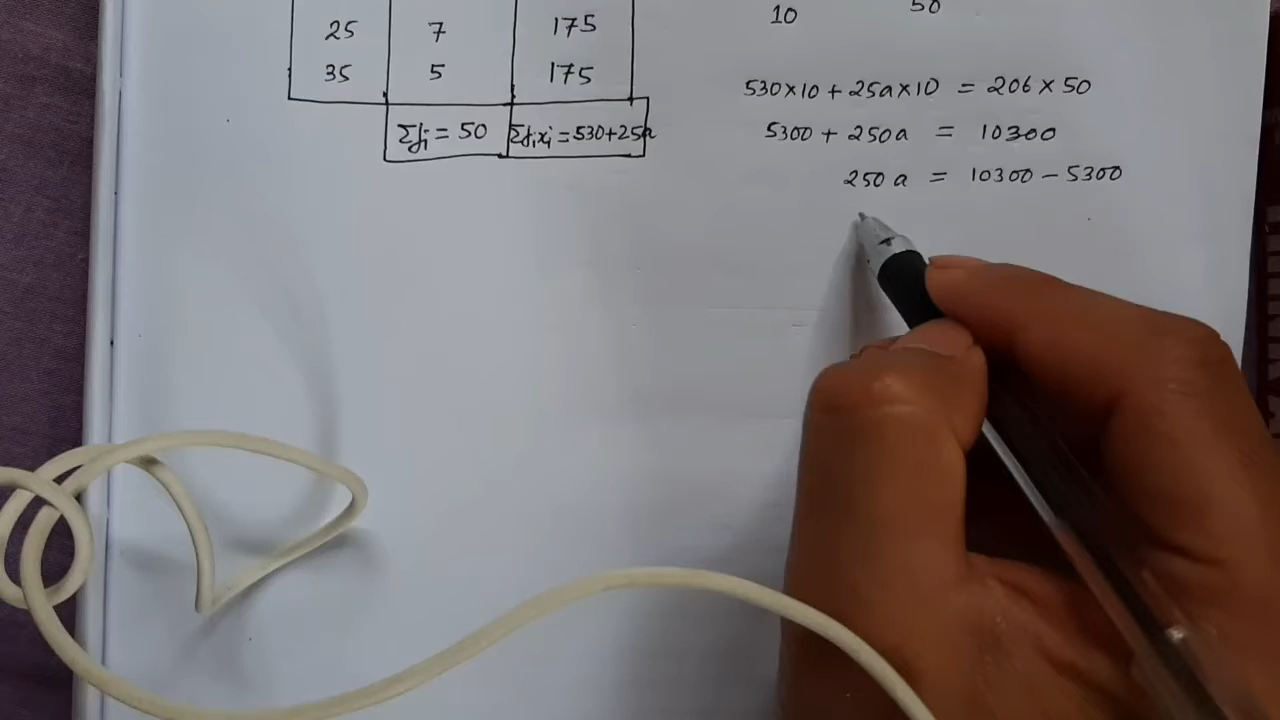 25 7 175
35 5 175
Σfᵢ = 50 Σfᵢxᵢ = 530+25a
10 50
530×10 + 25a×10 = 206 × 50
5300 + 250a = 10300
250 a = 10300 − 5300